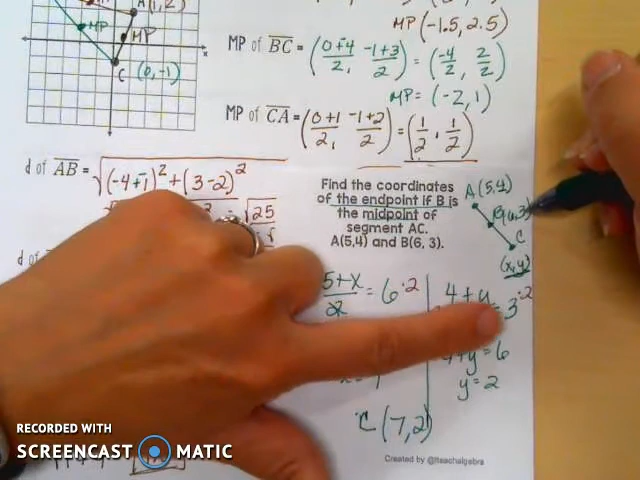 A(1,2)
MP
MP
C (0,-1)
x
MP(-1.5, 2.5)
MP of BC = (0+-4/2, -1+3/2) = (-4/2, 2/2)
MP = (-2, 1)
MP of CA = (0+1/2, -1+2/2) = (1/2, 1/2)
d of AB = √(-4+-1)² + (3-2)²
√25
Find the coordinates
of the endpoint if B is
the midpoint of
segment AC.
A(5,4) and B(6, 3).
A(5,4)
B(6,3)
C
(x,y)
5+x/2 = 6·2
4+y = 3·2
4+y = 6
y = 2
C (7,2)
Created by @iteachalgebra
RECORDED WITH
SCREENCAST MATIC